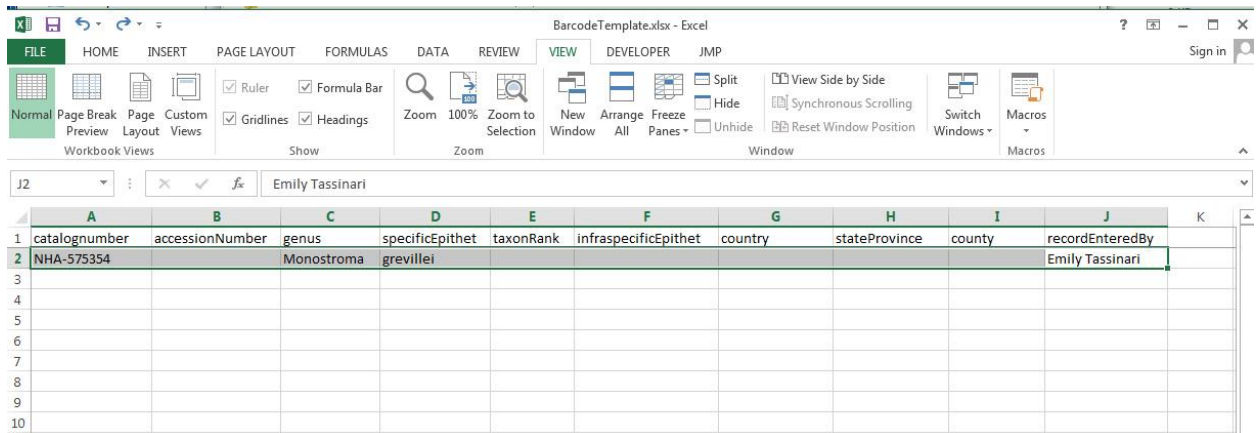 BarcodeTemplate.xlsx - Excel
FILE HOME INSERT PAGE LAYOUT FORMULAS DATA REVIEW VIEW DEVELOPER JMP Sign in
Normal Page Break Preview Page Layout Custom Views
Workbook Views
Ruler Formula Bar
Gridlines Headings
Show
Zoom 100% Zoom to Selection
Zoom
New Window Arrange All Freeze Panes
Split
Hide
Unhide
View Side by Side
Synchronous Scrolling
Reset Window Position
Window
Switch Windows
Macros
Macros
J2 fx Emily Tassinari
A B C D E F G H I J K
1 catalognumber accessionNumber genus specificEpithet taxonRank infraspecificEpithet country stateProvince county recordEnteredBy
2 NHA-575354 Monostroma grevillei Emily Tassinari
3
4
5
6
7
8
9
10